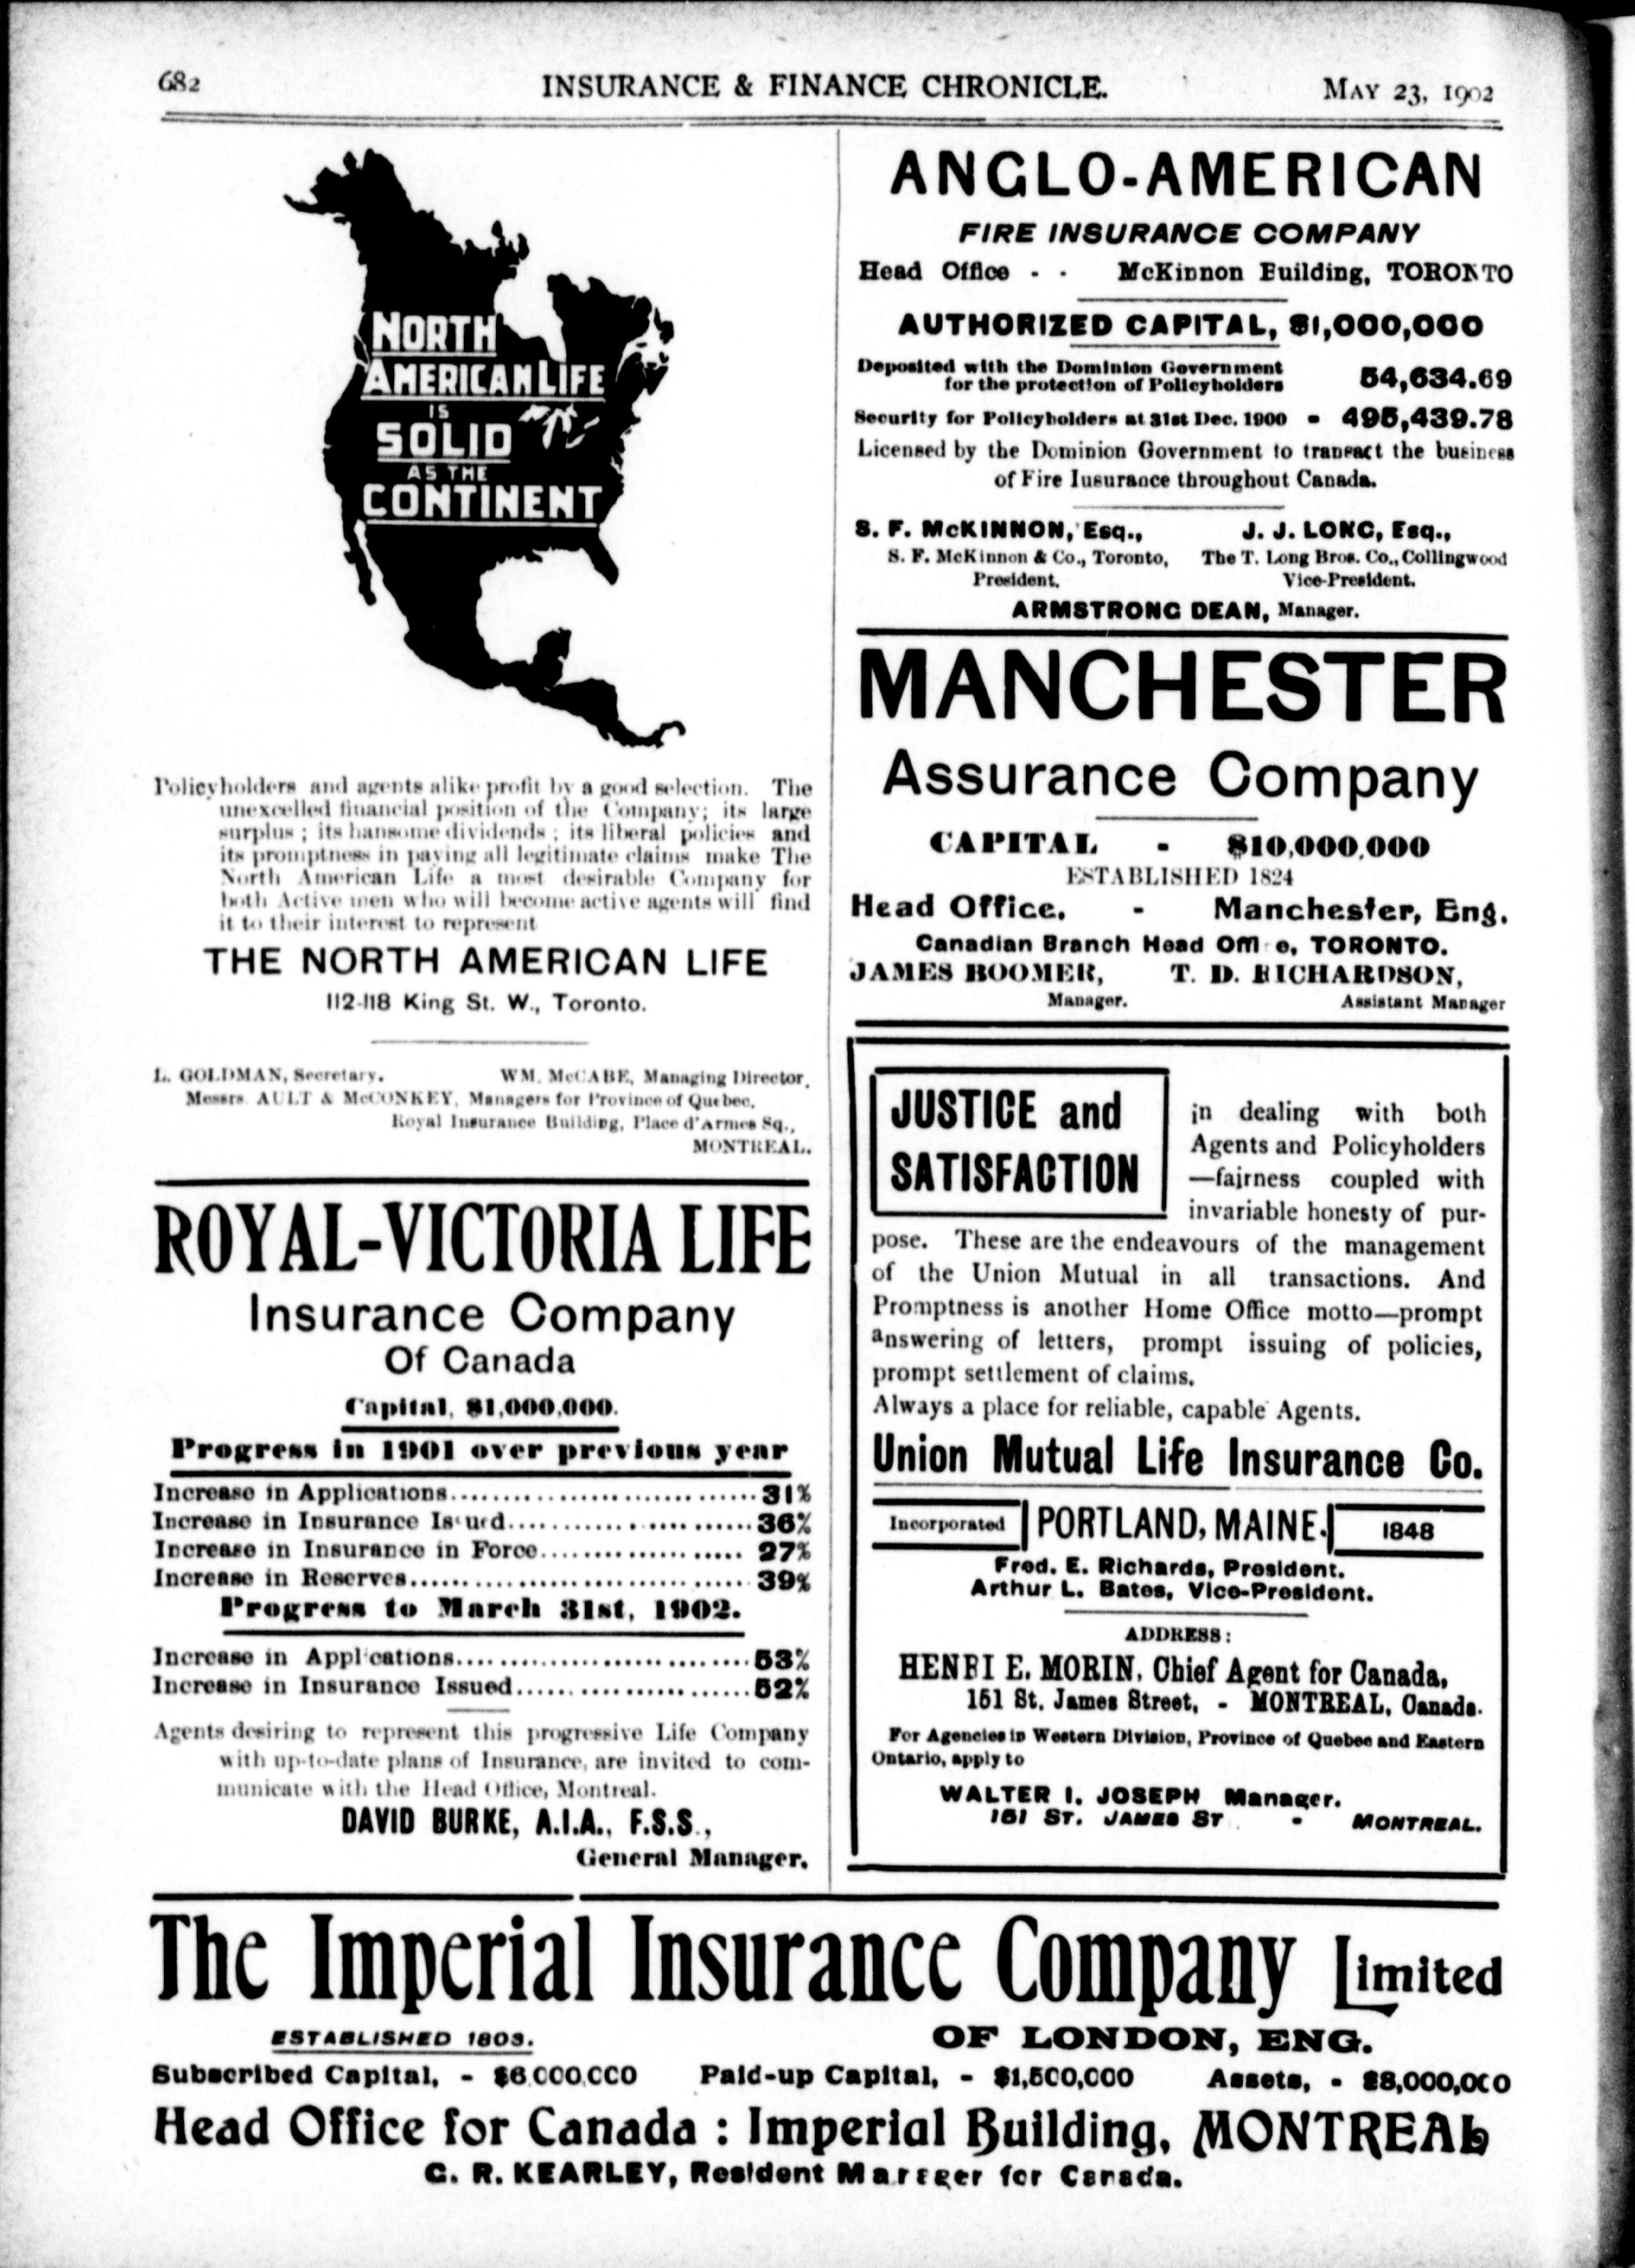 682
INSURANCE & FINANCE CHRONICLE.
MAY 23, 1902
NORTH
AMERICAN LIFE
IS
SOLID
AS THE
CONTINENT
Policyholders and agents alike profit by a good selection. The
unexcelled financial position of the Company; its large
surplus; its hansome dividends; its liberal policies and
its promptness in paying all legitimate claims make The
North American Life a most desirable Company for
both Active men who will become active agents will find
it to their interest to represent
THE NORTH AMERICAN LIFE
112-118 King St. W., Toronto.
L. GOLDMAN, Secretary. WM. McCABE, Managing Director.
Messrs. AULT & McCONKEY, Managers for Province of Quebec,
Royal Insurance Building, Place d'Armes Sq.,
MONTREAL.
ROYAL-VICTORIA LIFE
Insurance Company
Of Canada
Capital, $1,000,000.
Progress in 1901 over previous year
Increase in Applications............................31%
Increase in Insurance Issued......................36%
Increase in Insurance in Force.................... 27%
Increase in Reserves................................ 39%
Progress to March 31st, 1902.
Increase in Applications............................53%
Increase in Insurance Issued......................52%
Agents desiring to represent this progressive Life Company
with up-to-date plans of Insurance, are invited to com-
municate with the Head Office, Montreal.
DAVID BURKE, A.I.A., F.S.S.,
General Manager.
ANGLO-AMERICAN
FIRE INSURANCE COMPANY
Head Office - - McKinnon Building, TORONTO
AUTHORIZED CAPITAL, $1,000,000
Deposited with the Dominion Government
for the protection of Policyholders 54,634.69
Security for Policyholders at 31st Dec. 1900 - 495,439.78
Licensed by the Dominion Government to transact the business
of Fire Insurance throughout Canada.
S. F. McKINNON, Esq., J. J. LONG, Esq.,
S. F. McKinnon & Co., Toronto, The T. Long Bros. Co., Collingwood
President. Vice-President.
ARMSTRONG DEAN, Manager.
MANCHESTER
Assurance Company
CAPITAL - $10,000,000
ESTABLISHED 1824
Head Office. - Manchester, Eng.
Canadian Branch Head Offi e, TORONTO.
JAMES BOOMER, T. D. RICHARDSON,
Manager. Assistant Manager
JUSTICE and
SATISFACTION
in dealing with both
Agents and Policyholders
—fairness coupled with
invariable honesty of pur-
pose. These are the endeavours of the management
of the Union Mutual in all transactions. And
Promptness is another Home Office motto—prompt
answering of letters, prompt issuing of policies,
prompt settlement of claims.
Always a place for reliable, capable Agents.
Union Mutual Life Insurance Co.
Incorporated PORTLAND, MAINE. 1848
Fred. E. Richards, President.
Arthur L. Bates, Vice-President.
ADDRESS:
HENRI E. MORIN, Chief Agent for Canada,
151 St. James Street, - MONTREAL, Canada.
For Agencies in Western Division, Province of Quebec and Eastern
Ontario, apply to
WALTER I. JOSEPH Manager.
151 ST. JAMES ST. - MONTREAL.
The Imperial Insurance Company Limited
ESTABLISHED 1803.
OF LONDON, ENG.
Subscribed Capital, - $6,000,000 Paid-up Capital, - $1,500,000 Assets, - $8,000,000
Head Office for Canada : Imperial Building, MONTREAL
G. R. KEARLEY, Resident Manager for Canada.